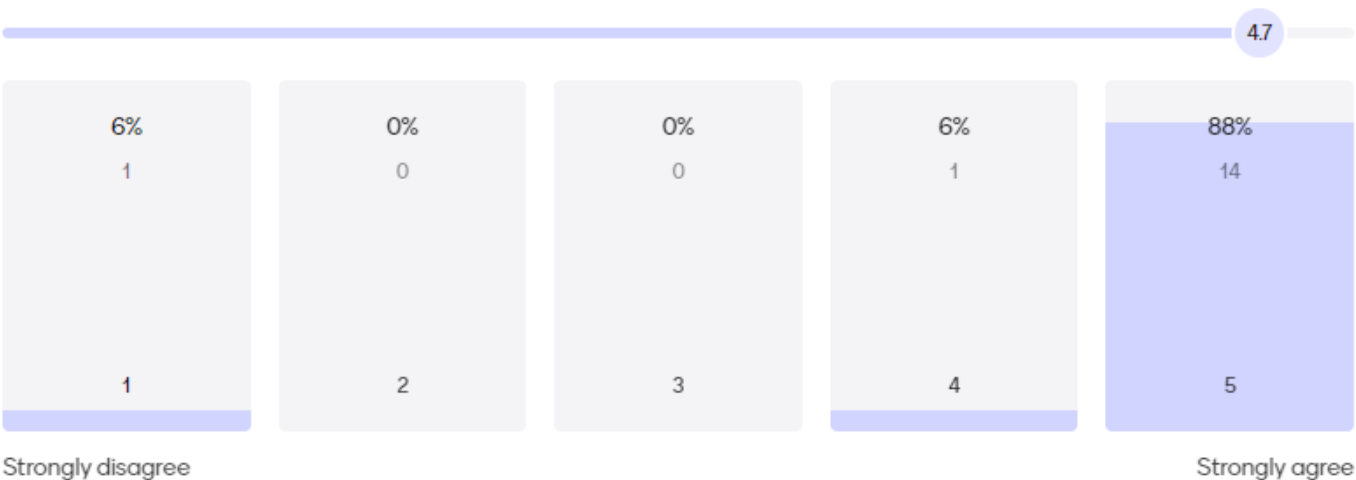 4.7
6% 0% 0% 6% 88%
1 0 0 1 14
1 2 3 4 5
Strongly disagree Strongly agree